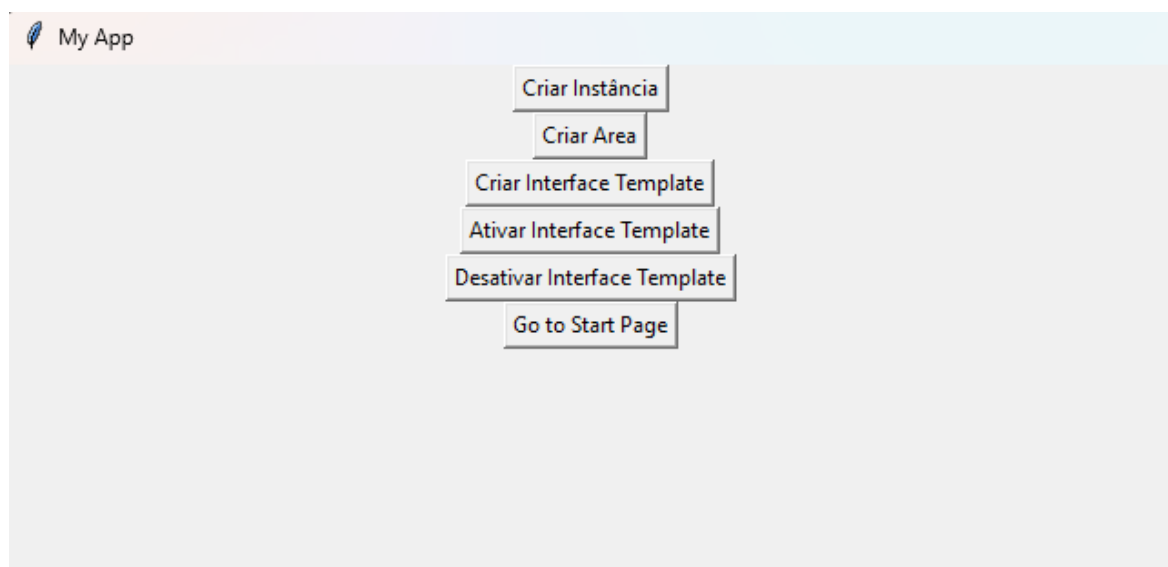 My App
Criar Instância
Criar Area
Criar Interface Template
Ativar Interface Template
Desativar Interface Template
Go to Start Page